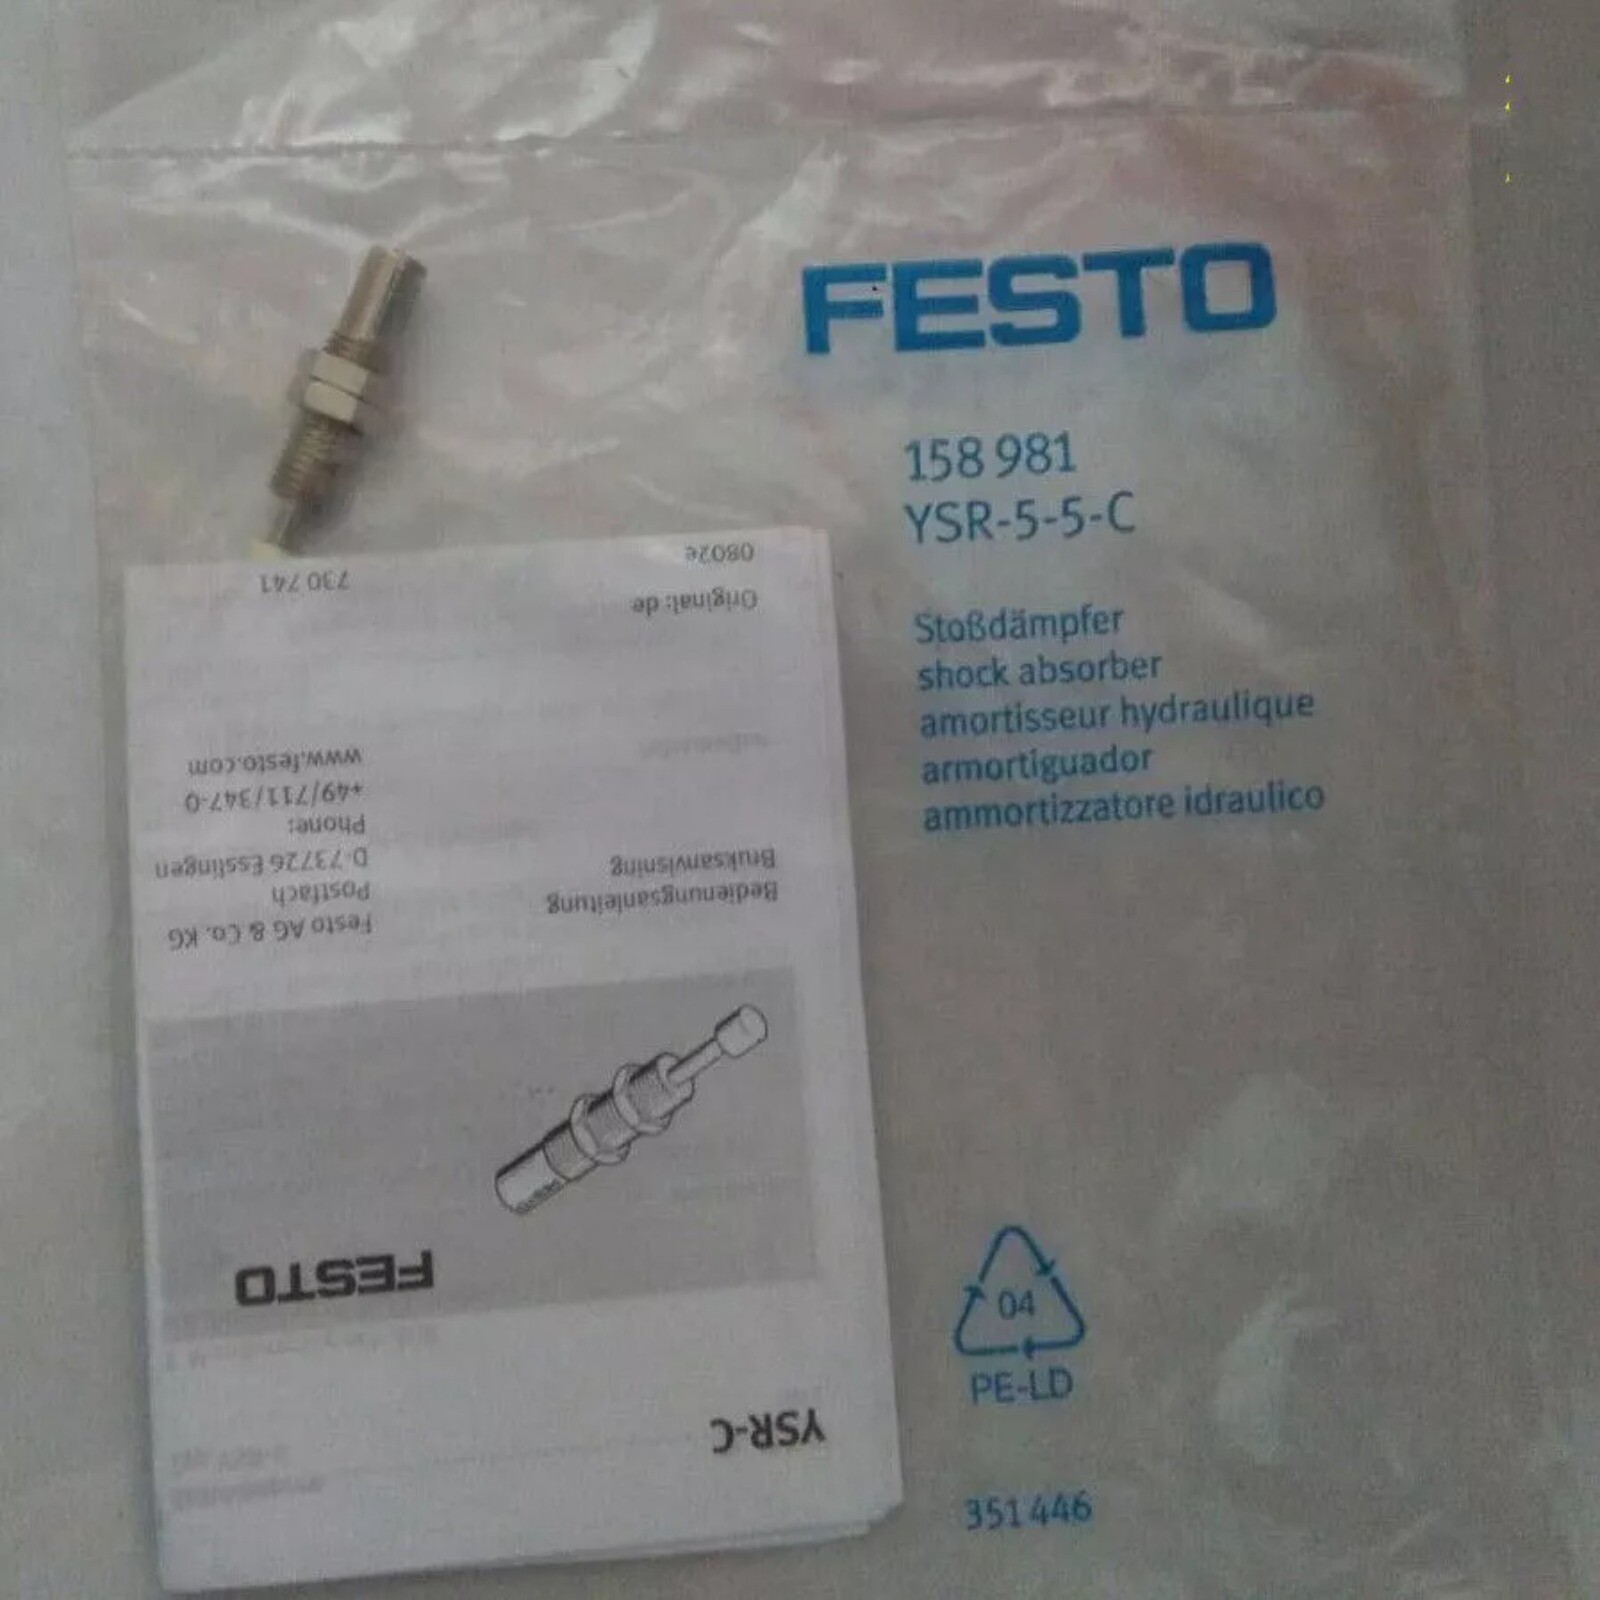 FESTO
158 981
YSR-5-5-C
Stoßdämpfer
shock absorber
amortisseur hydraulique
armortiguador
ammortizzatore idraulico
04
PE-LD
351 446
YSR-C
FESTO
Bedienungsanleitung
Bruksanvisning
Festo AG & Co. KG
Postfach
D-73726 Esslingen
Phone:
+49/711/347-0
www.festo.com
Original: de
0802e
730 741